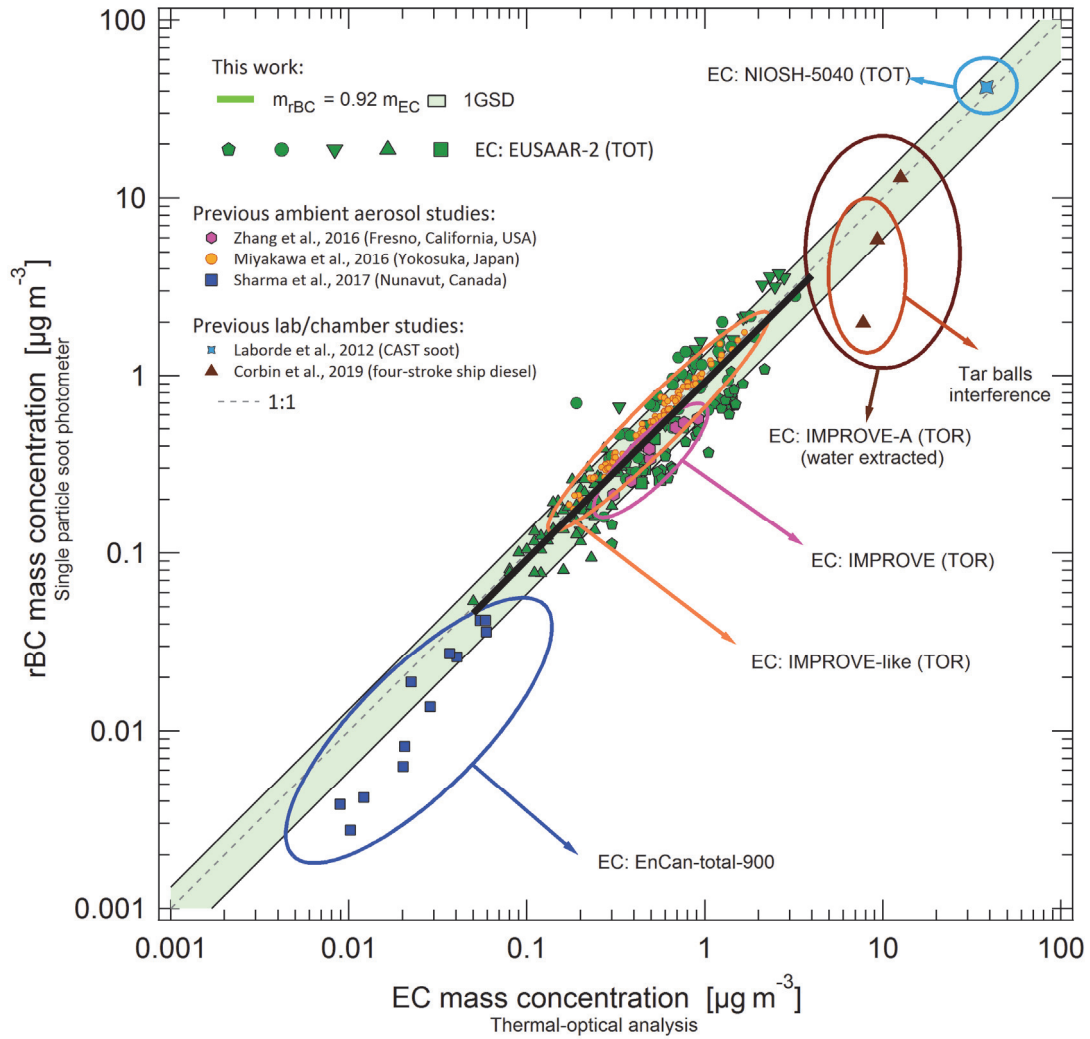 100
10
1
0.1
0.01
0.001
rBC mass concentration [µg m⁻³]
Single particle soot photometer
This work:
m_rBC = 0.92 m_EC
1GSD
EC: EUSAAR-2 (TOT)
Previous ambient aerosol studies:
Zhang et al., 2016 (Fresno, California, USA)
Miyakawa et al., 2016 (Yokosuka, Japan)
Sharma et al., 2017 (Nunavut, Canada)
Previous lab/chamber studies:
Laborde et al., 2012 (CAST soot)
Corbin et al., 2019 (four-stroke ship diesel)
1:1
EC: NIOSH-5040 (TOT)
Tar balls
interference
EC: IMPROVE-A (TOR)
(water extracted)
EC: IMPROVE (TOR)
EC: IMPROVE-like (TOR)
EC: EnCan-total-900
0.001
0.01
0.1
1
10
100
EC mass concentration [µg m⁻³]
Thermal-optical analysis